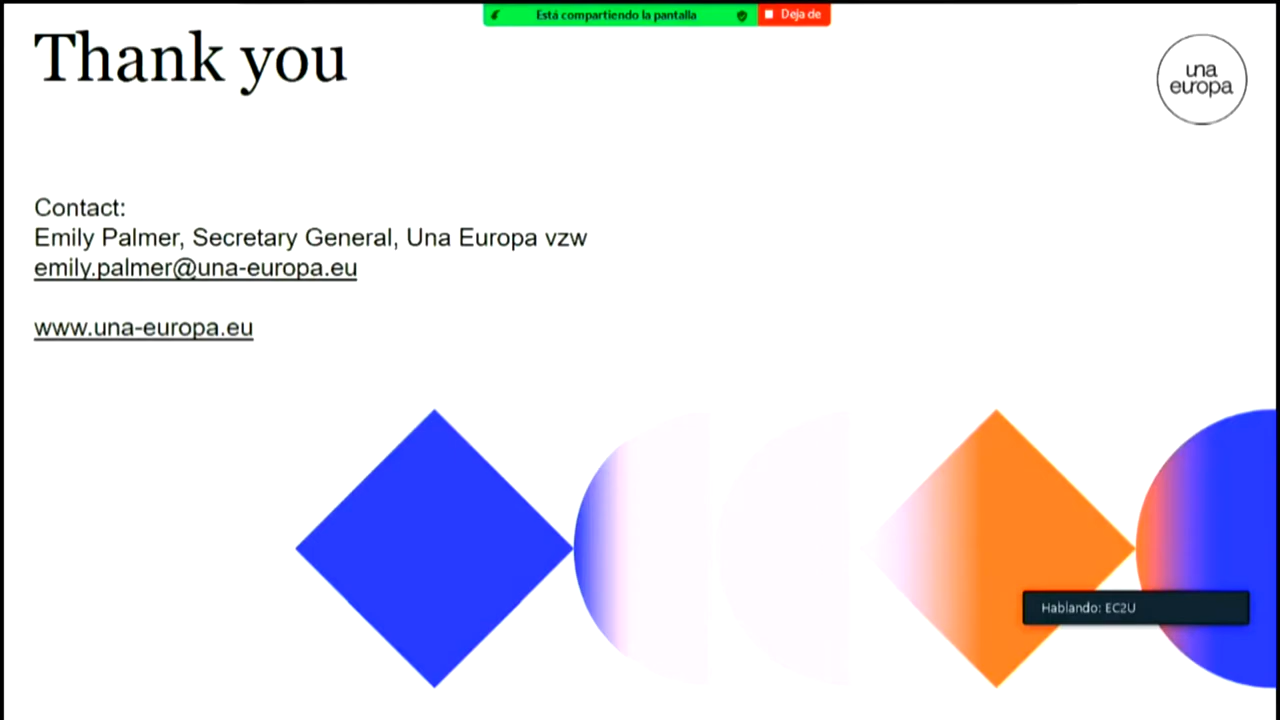 Está compartiendo la pantalla
Deja de
Thank you
una
europa
Contact:
Emily Palmer, Secretary General, Una Europa vzw
emily.palmer@una-europa.eu
www.una-europa.eu
Hablando: EC2U